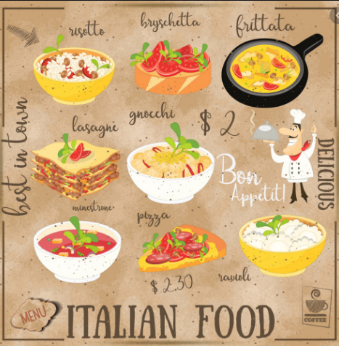 risotto
bryschetta
frittata
best in town
lasagne
gnocchi
$ 2
Bon
Appetit!
DELICIOUS
minestrone
pizza
$ 2.30
ravioli
MENU
ITALIAN FOOD